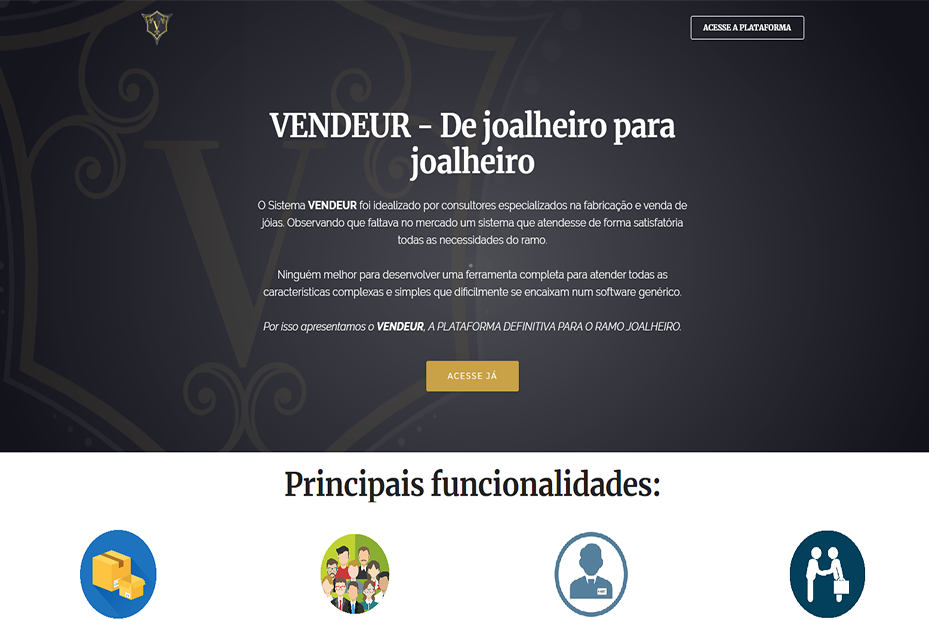 V
ACESSE A PLATAFORMA
VENDEUR - De joalheiro para
joalheiro
O Sistema VENDEUR foi idealizado por consultores especializados na fabricação e venda de
jóias. Observando que faltava no mercado um sistema que atendesse de forma satisfatória
todas as necessidades do ramo.
Ninguém melhor para desenvolver uma ferramenta completa para atender todas as
características complexas e simples que dificilmente se encaixam num software genérico.
Por isso apresentamos o VENDEUR, A PLATAFORMA DEFINITIVA PARA O RAMO JOALHEIRO.
ACESSE JÁ
Principais funcionalidades: